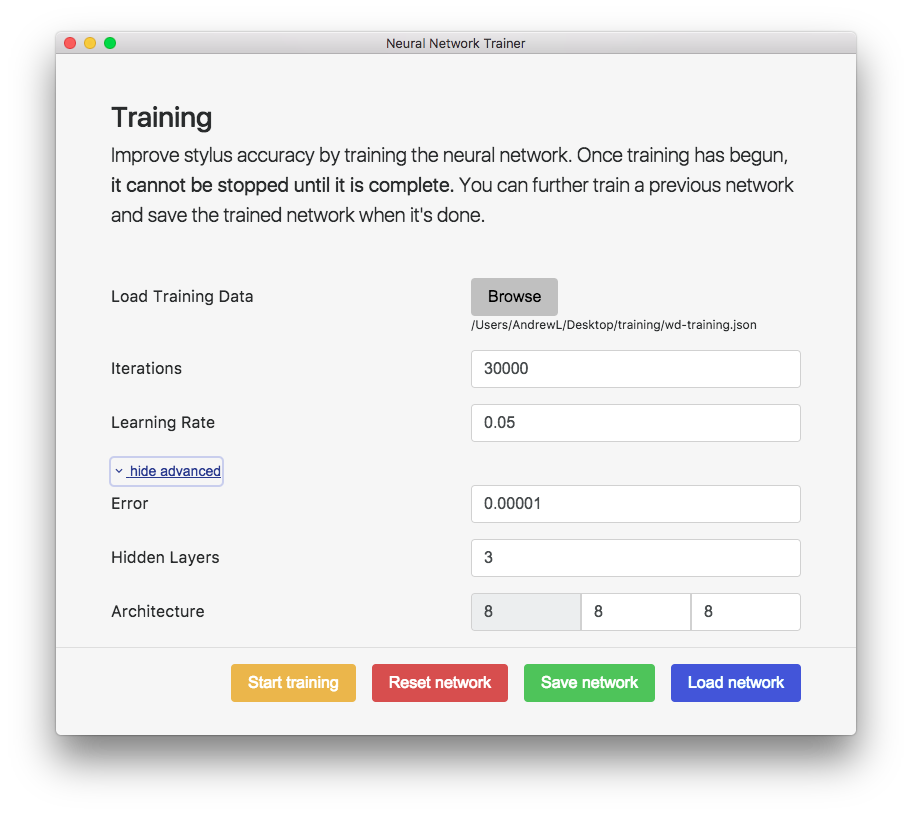 Neural Network Trainer
Training
Improve stylus accuracy by training the neural network. Once training has begun,
it cannot be stopped until it is complete. You can further train a previous network
and save the trained network when it's done.
Load Training Data
Browse
/Users/AndrewL/Desktop/training/wd-training.json
Iterations
30000
Learning Rate
0.05
hide advanced
Error
0.00001
Hidden Layers
3
Architecture
8 8 8
Start training Reset network Save network Load network